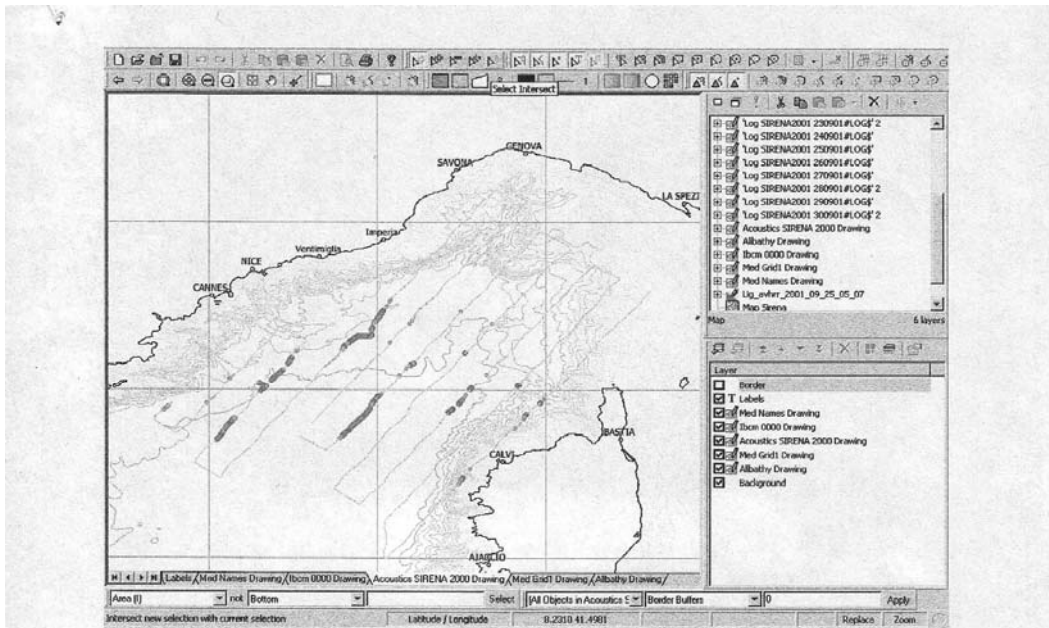 Select Intersect
'Log SIRENA2001 230901#LOG$' 2
'Log SIRENA2001 240901#LOG$'
'Log SIRENA2001 250901#LOG$'
'Log SIRENA2001 260901#LOG$'
'Log SIRENA2001 270901#LOG$'
'Log SIRENA2001 280901#LOG$' 2
'Log SIRENA2001 290901#LOG$'
'Log SIRENA2001 300901#LOG$' 2
Acoustics SIRENA 2000 Drawing
Allbathy Drawing
Ibcm 0000 Drawing
Med Grid1 Drawing
Med Names Drawing
Lig_avhrr_2001_09_25_05_07
Map Sirena
Map
6 layers
GENOVA
SAVONA
LA SPEZI
Imperia
Ventimiglia
NICE
CANNES
BASTIA
CALVI
AJACCIO
Layer
Border
T Labels
Med Names Drawing
Ibcm 0000 Drawing
Acoustics SIRENA 2000 Drawing
Med Grid1 Drawing
Allbathy Drawing
Background
Labels / Med Names Drawing / Ibcm 0000 Drawing / Acoustics SIRENA 2000 Drawing / Med Grid1 Drawing / Allbathy Drawing /
Area (I) not Bottom Select [All Objects in Acoustics S Border Buffers 0 Apply
Intersect new selection with current selection Latitude / Longitude 8.2310 41.4981 Replace Zoom